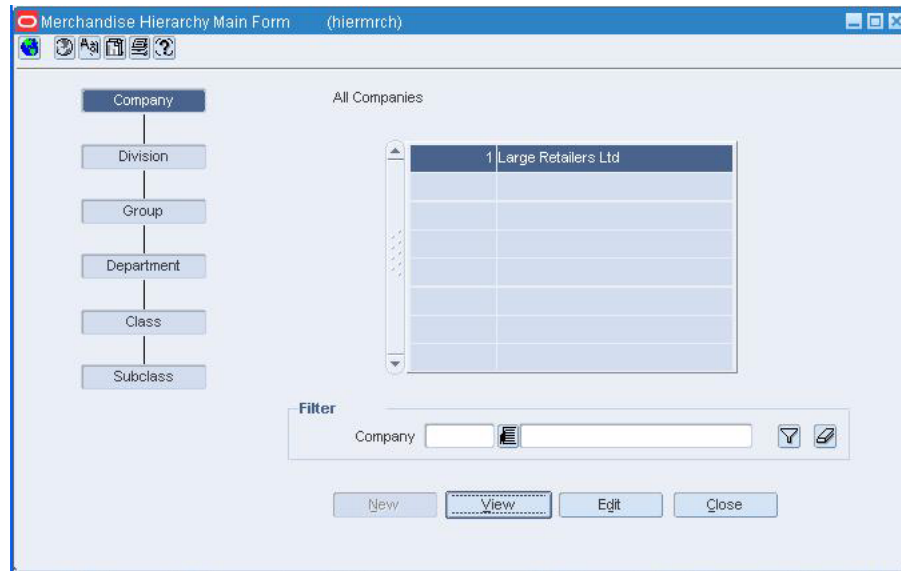 Merchandise Hierarchy Main Form (hiermrch)
Company
All Companies
1 Large Retailers Ltd
Division
Group
Department
Class
Subclass
Filter
Company
New View Edit Close